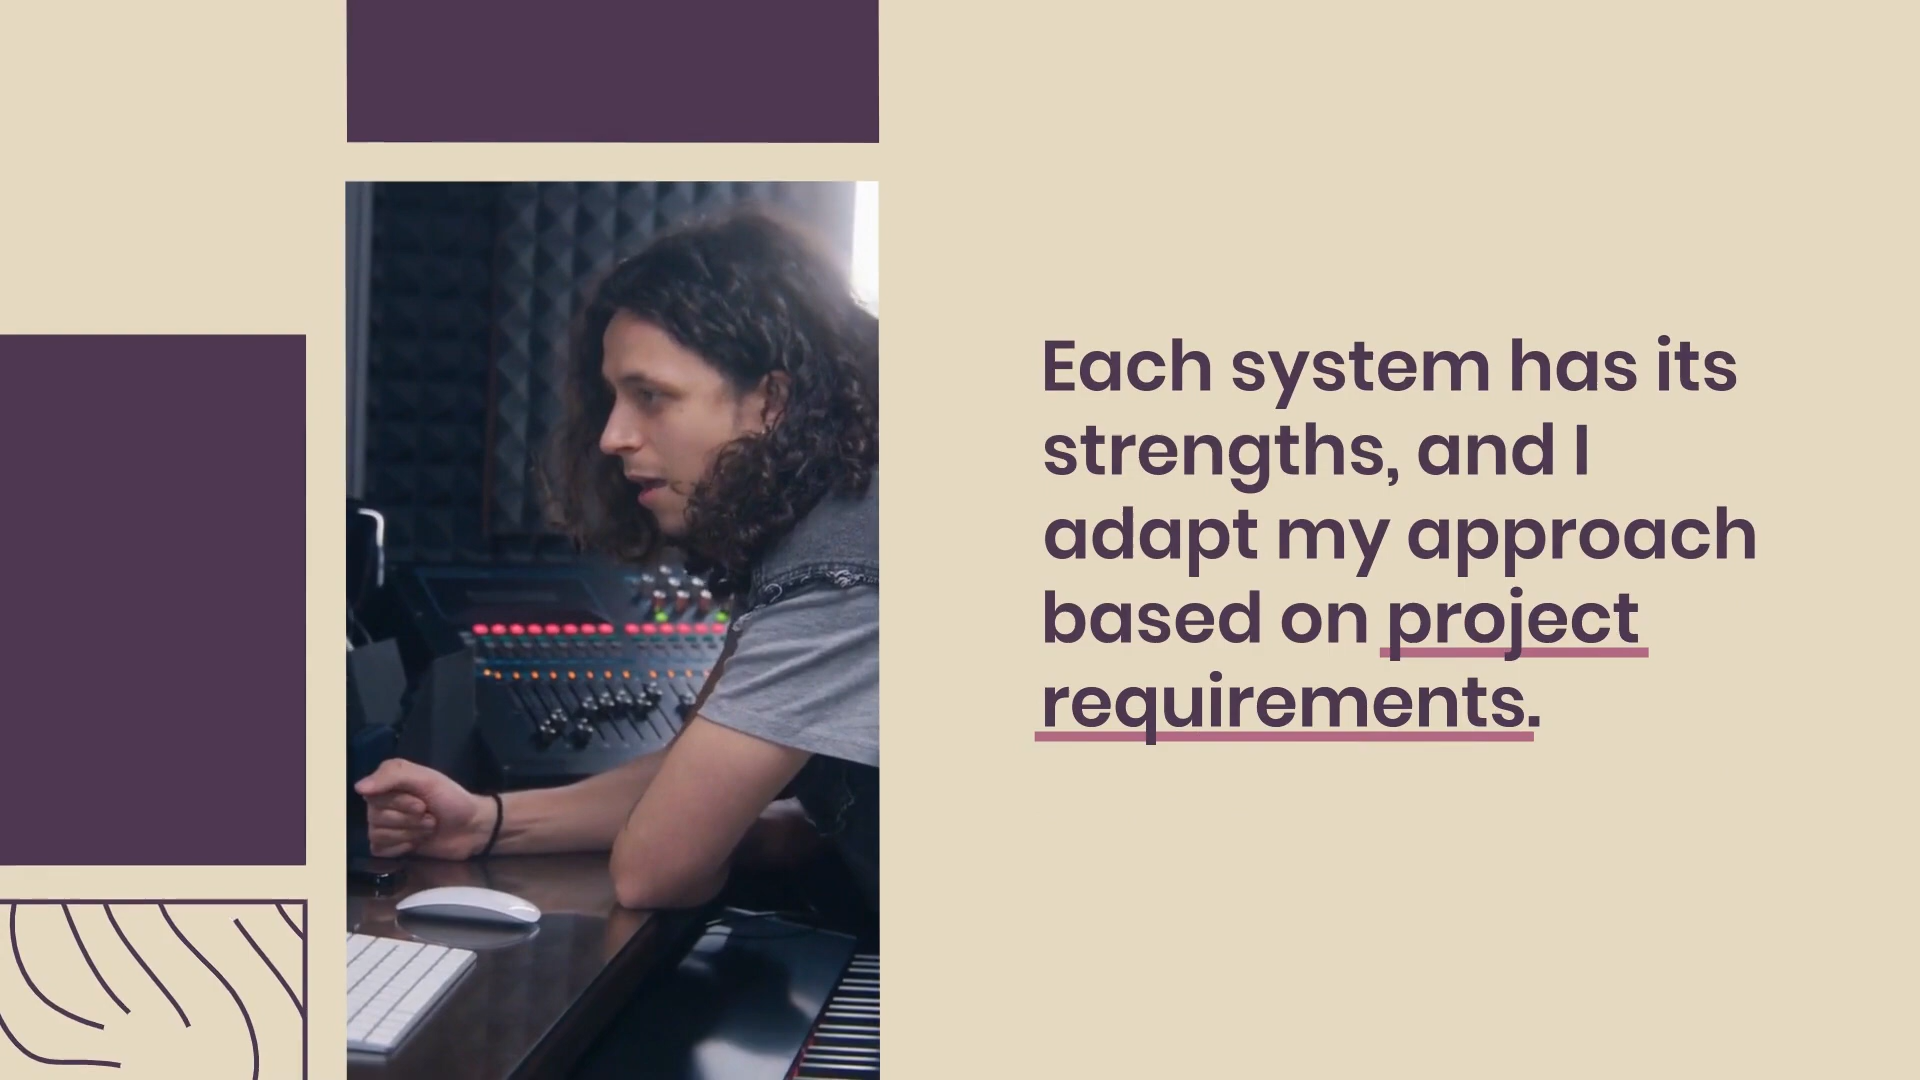 Each system has its
strengths, and I
adapt my approach
based on project
requirements.